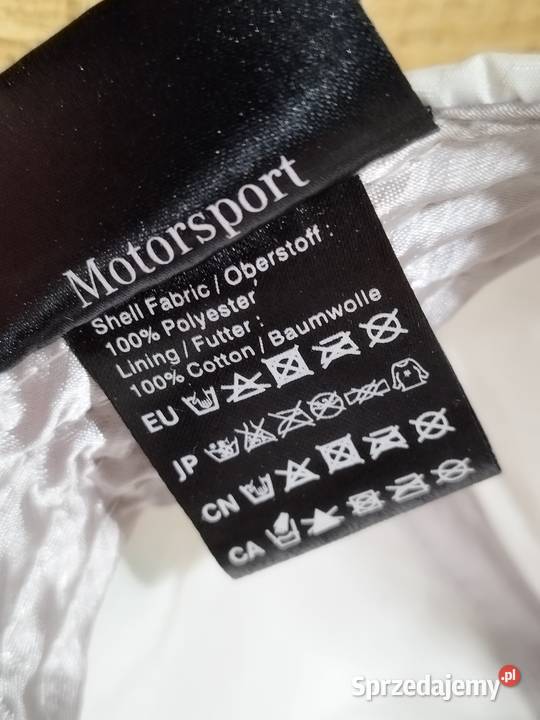 Motorsport
Shell Fabric / Oberstoff :
100% Polyester
Lining / Futter :
100% Cotton / Baumwolle
EU
JP
CN
CA
Sprzedajemy.pl